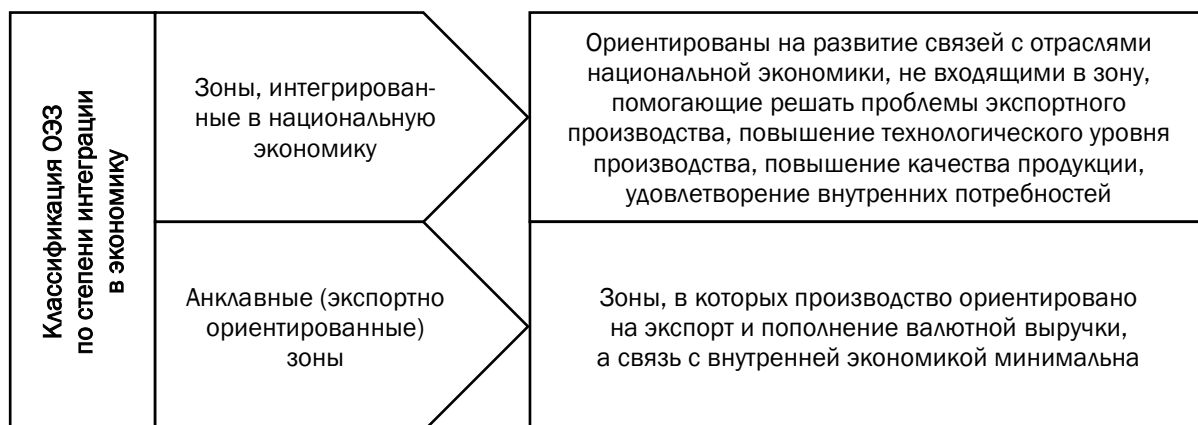 Классификация ОЭЗ
по степени интеграции
в экономику
Зоны, интегрирован-
ные в национальную
экономику
Ориентированы на развитие связей с отраслями
национальной экономики, не входящими в зону,
помогающие решать проблемы экспортного
производства, повышение технологического уровня
производства, повышение качества продукции,
удовлетворение внутренних потребностей
Анклавные (экспортно
ориентированные)
зоны
Зоны, в которых производство ориентировано
на экспорт и пополнение валютной выручки,
а связь с внутренней экономикой минимальна